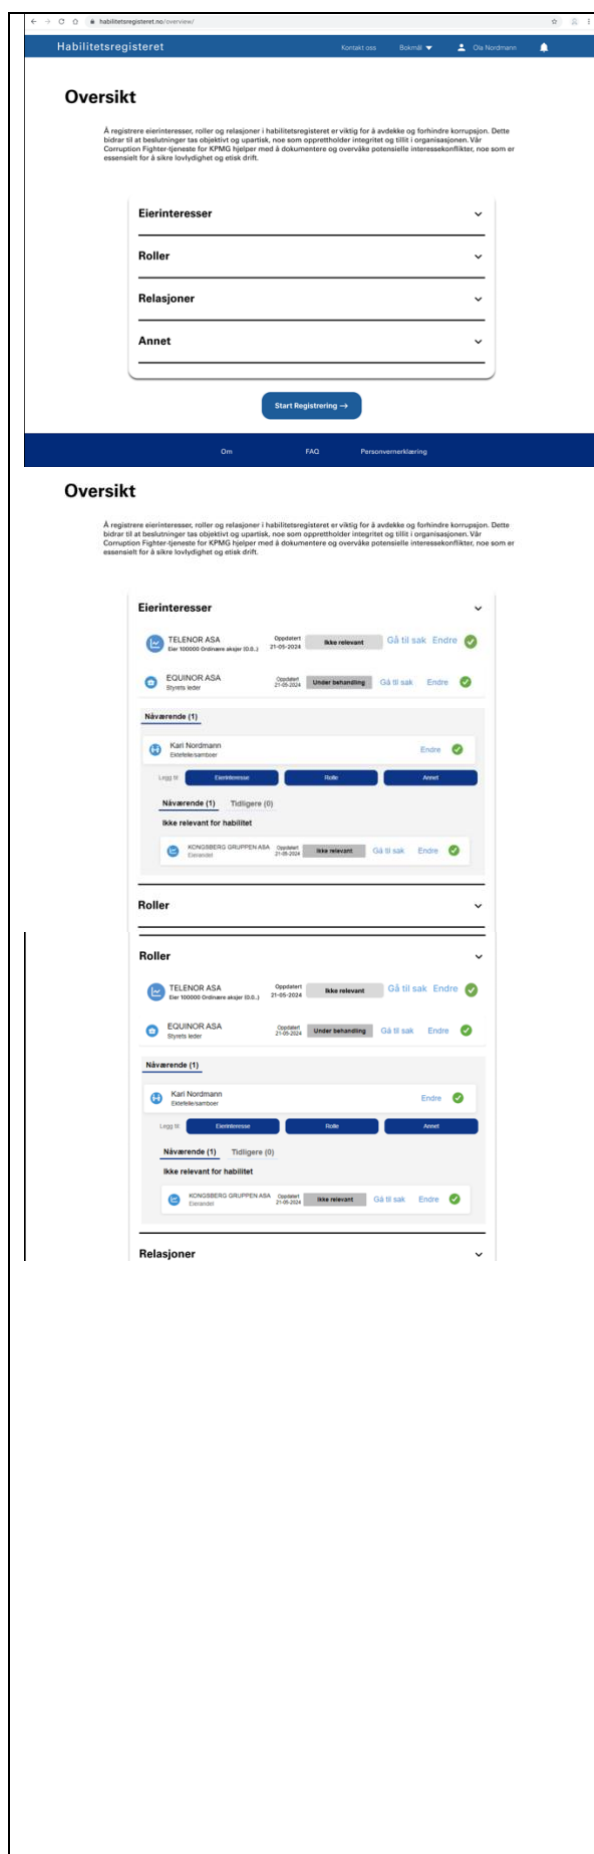 habilitetsregisteret.no/overview/
Habilitetsregisteret
Kontakt oss
Bokmål
Ola Nordmann
Oversikt
Å registrere eierinteresser, roller og relasjoner i habilitetsregisteret er viktig for å avdekke og forhindre korrupsjon. Dette
bidrar til at beslutninger tas objektivt og upartisk, noe som opprettholder integritet og tillit i organisasjonen. Vår
Corruption Fighter-tjeneste for KPMG hjelper med å dokumentere og overvåke potensielle interessekonflikter, noe som er
essensielt for å sikre lovlydighet og etisk drift.
Eierinteresser
Roller
Relasjoner
Annet
Start Registrering →
Om
FAQ
Personvernerklæring
Oversikt
Å registrere eierinteresser, roller og relasjoner i habilitetsregisteret er viktig for å avdekke og forhindre korrupsjon. Dette
bidrar til at beslutninger tas objektivt og upartisk, noe som opprettholder integritet og tillit i organisasjonen. Vår
Corruption Fighter-tjeneste for KPMG hjelper med å dokumentere og overvåke potensielle interessekonflikter, noe som er
essensielt for å sikre lovlydighet og etisk drift.
Eierinteresser
TELENOR ASA
Eier 100000 Ordinære aksjer (0.0..)
Oppdatert
21-05-2024
Ikke relevant
Gå til sak Endre
EQUINOR ASA
Styrets leder
Oppdatert
21-05-2024
Under behandling
Gå til sak Endre
Nåværende (1)
Kari Nordmann
Ektefelle/samboer
Endre
Legg til
Eierinteresse
Rolle
Annet
Nåværende (1) Tidligere (0)
Ikke relevant for habilitet
KONGSBERG GRUPPEN ASA
Eierandel
Oppdatert
21-05-2024
Ikke relevant
Gå til sak Endre
Roller
Roller
TELENOR ASA
Eier 100000 Ordinære aksjer (0.0..)
Oppdatert
21-05-2024
Ikke relevant
Gå til sak Endre
EQUINOR ASA
Styrets leder
Oppdatert
21-05-2024
Under behandling
Gå til sak Endre
Nåværende (1)
Kari Nordmann
Ektefelle/samboer
Endre
Legg til
Eierinteresse
Rolle
Annet
Nåværende (1) Tidligere (0)
Ikke relevant for habilitet
KONGSBERG GRUPPEN ASA
Eierandel
Oppdatert
21-05-2024
Ikke relevant
Gå til sak Endre
Relasjoner